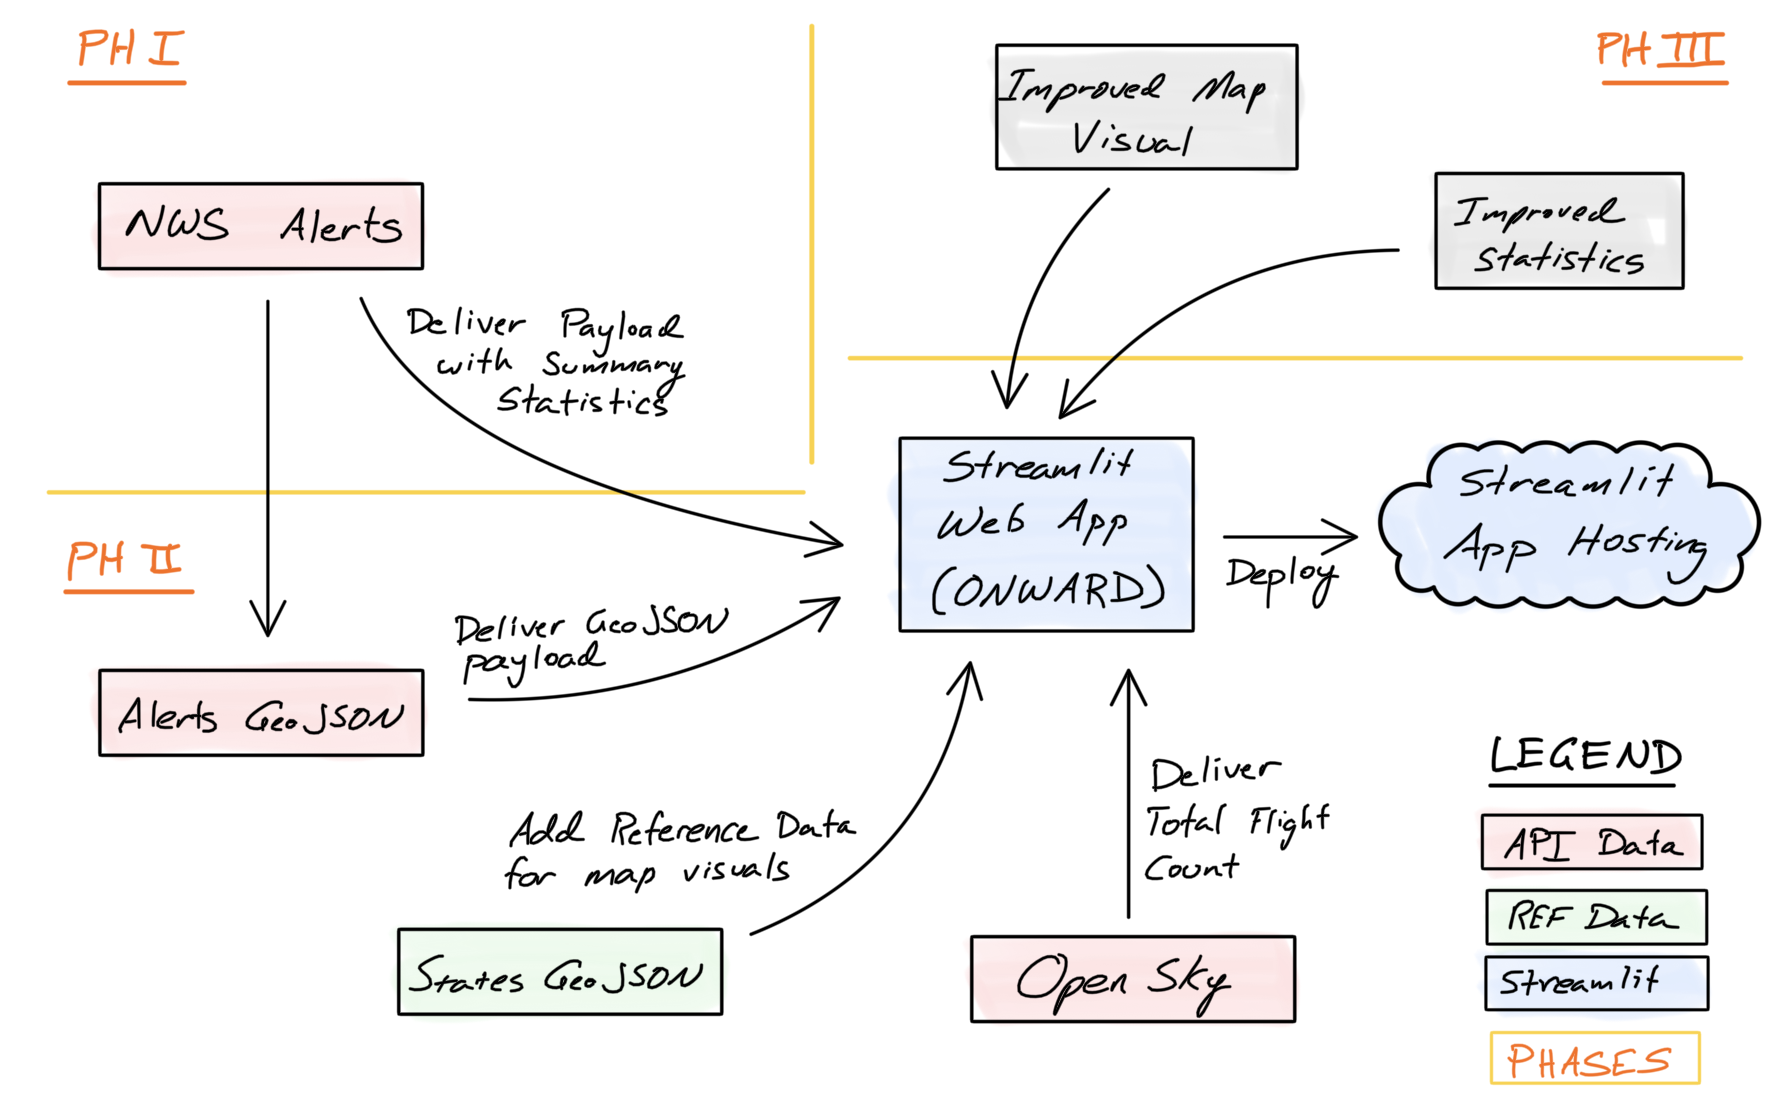 PH I
PH III
Improved Map
Visual
NWS Alerts
Improved
Statistics
Deliver Payload
with Summary
Statistics
Streamlit
Web App
(ONWARD)
Deploy
Streamlit
App Hosting
PH II
Deliver GeoJSON
payload
Alerts GeoJSON
Add Reference Data
for map visuals
States GeoJSON
Deliver
Total Flight
Count
Open Sky
LEGEND
API Data
REF Data
Streamlit
PHASES